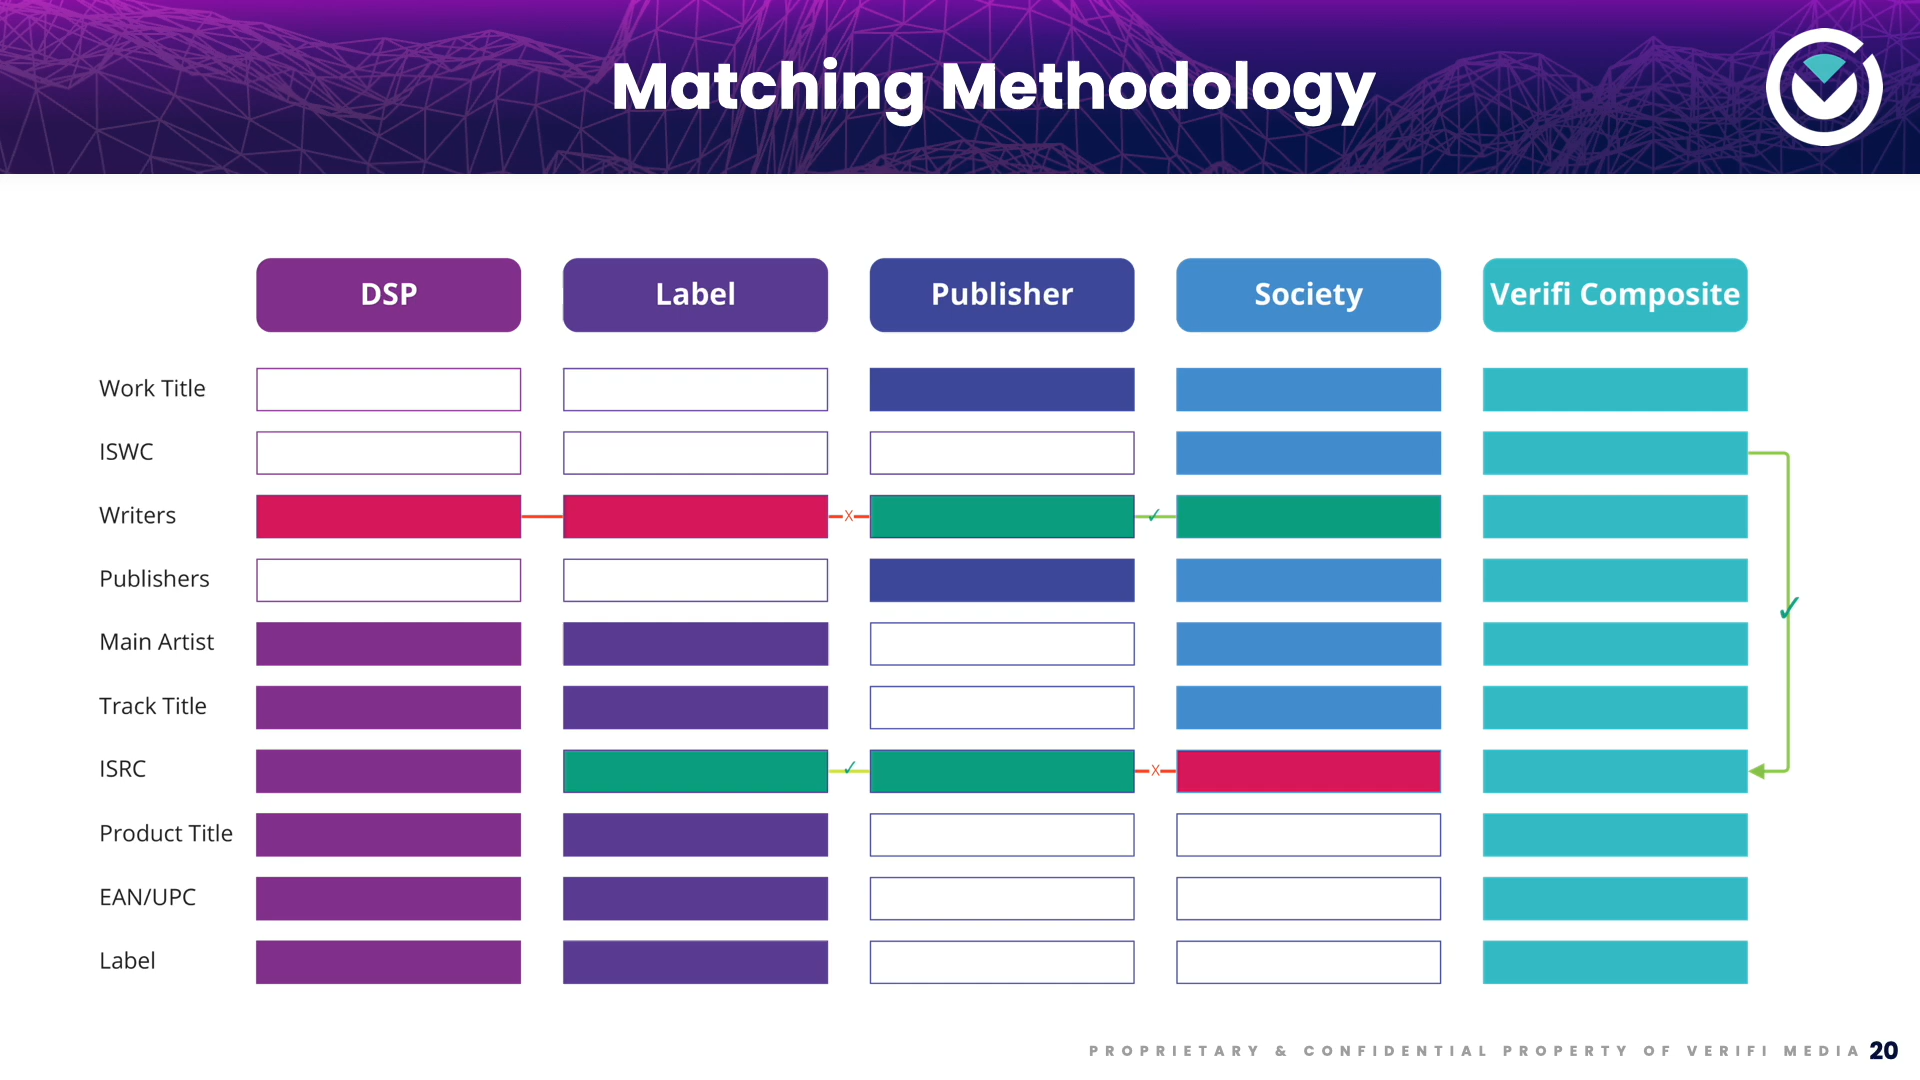 Matching Methodology
DSP
Label
Publisher
Society
Verifi Composite
Work Title
ISWC
Writers
X
✓
Publishers
✓
Main Artist
Track Title
ISRC
✓
X
Product Title
EAN/UPC
Label
PROPRIETARY & CONFIDENTIAL PROPERTY OF VERIFI MEDIA 20